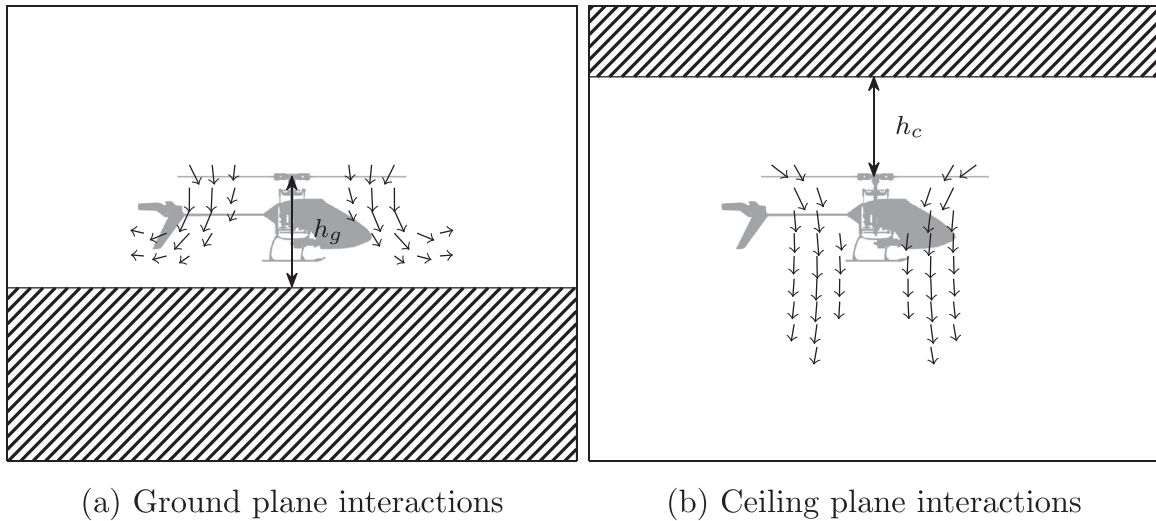 h_g
h_c
(a) Ground plane interactions
(b) Ceiling plane interactions